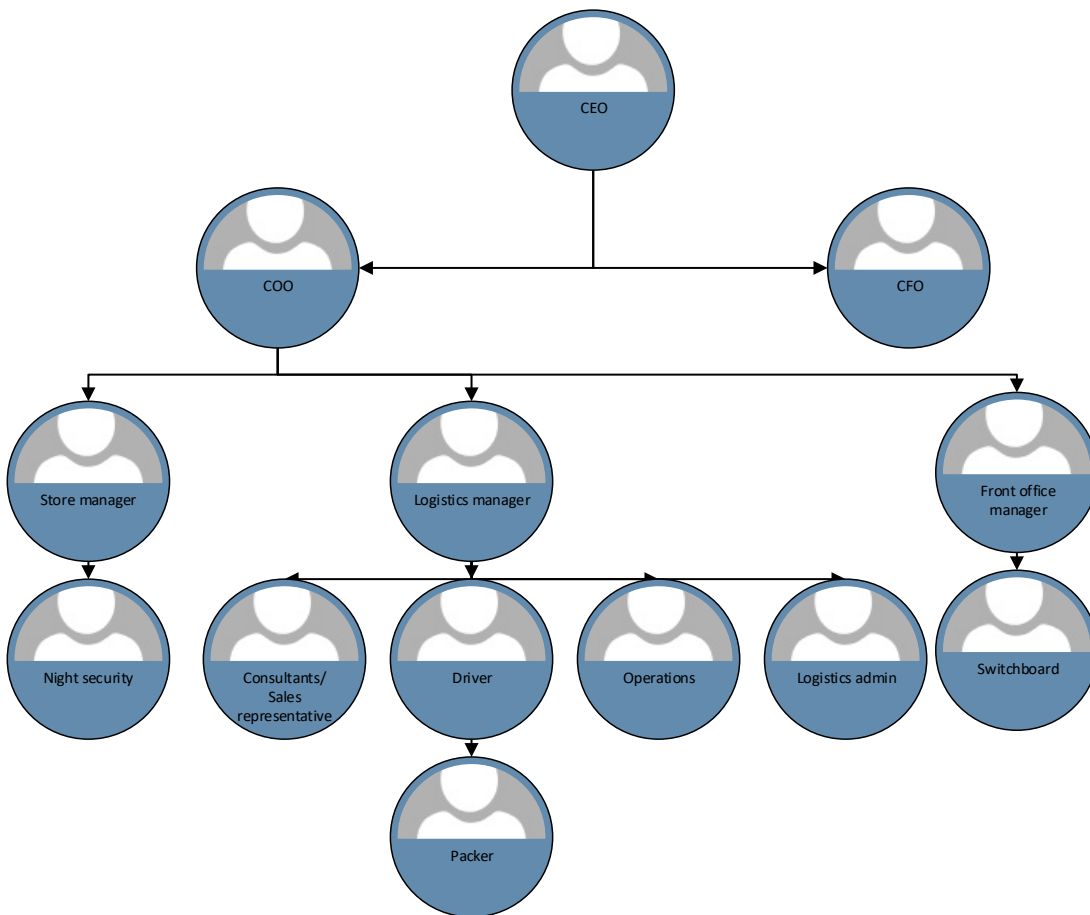 CEO
COO
CFO
Store manager
Logistics manager
Front office
manager
Night security
Consultants/
Sales
representative
Driver
Operations
Logistics admin
Switchboard
Packer